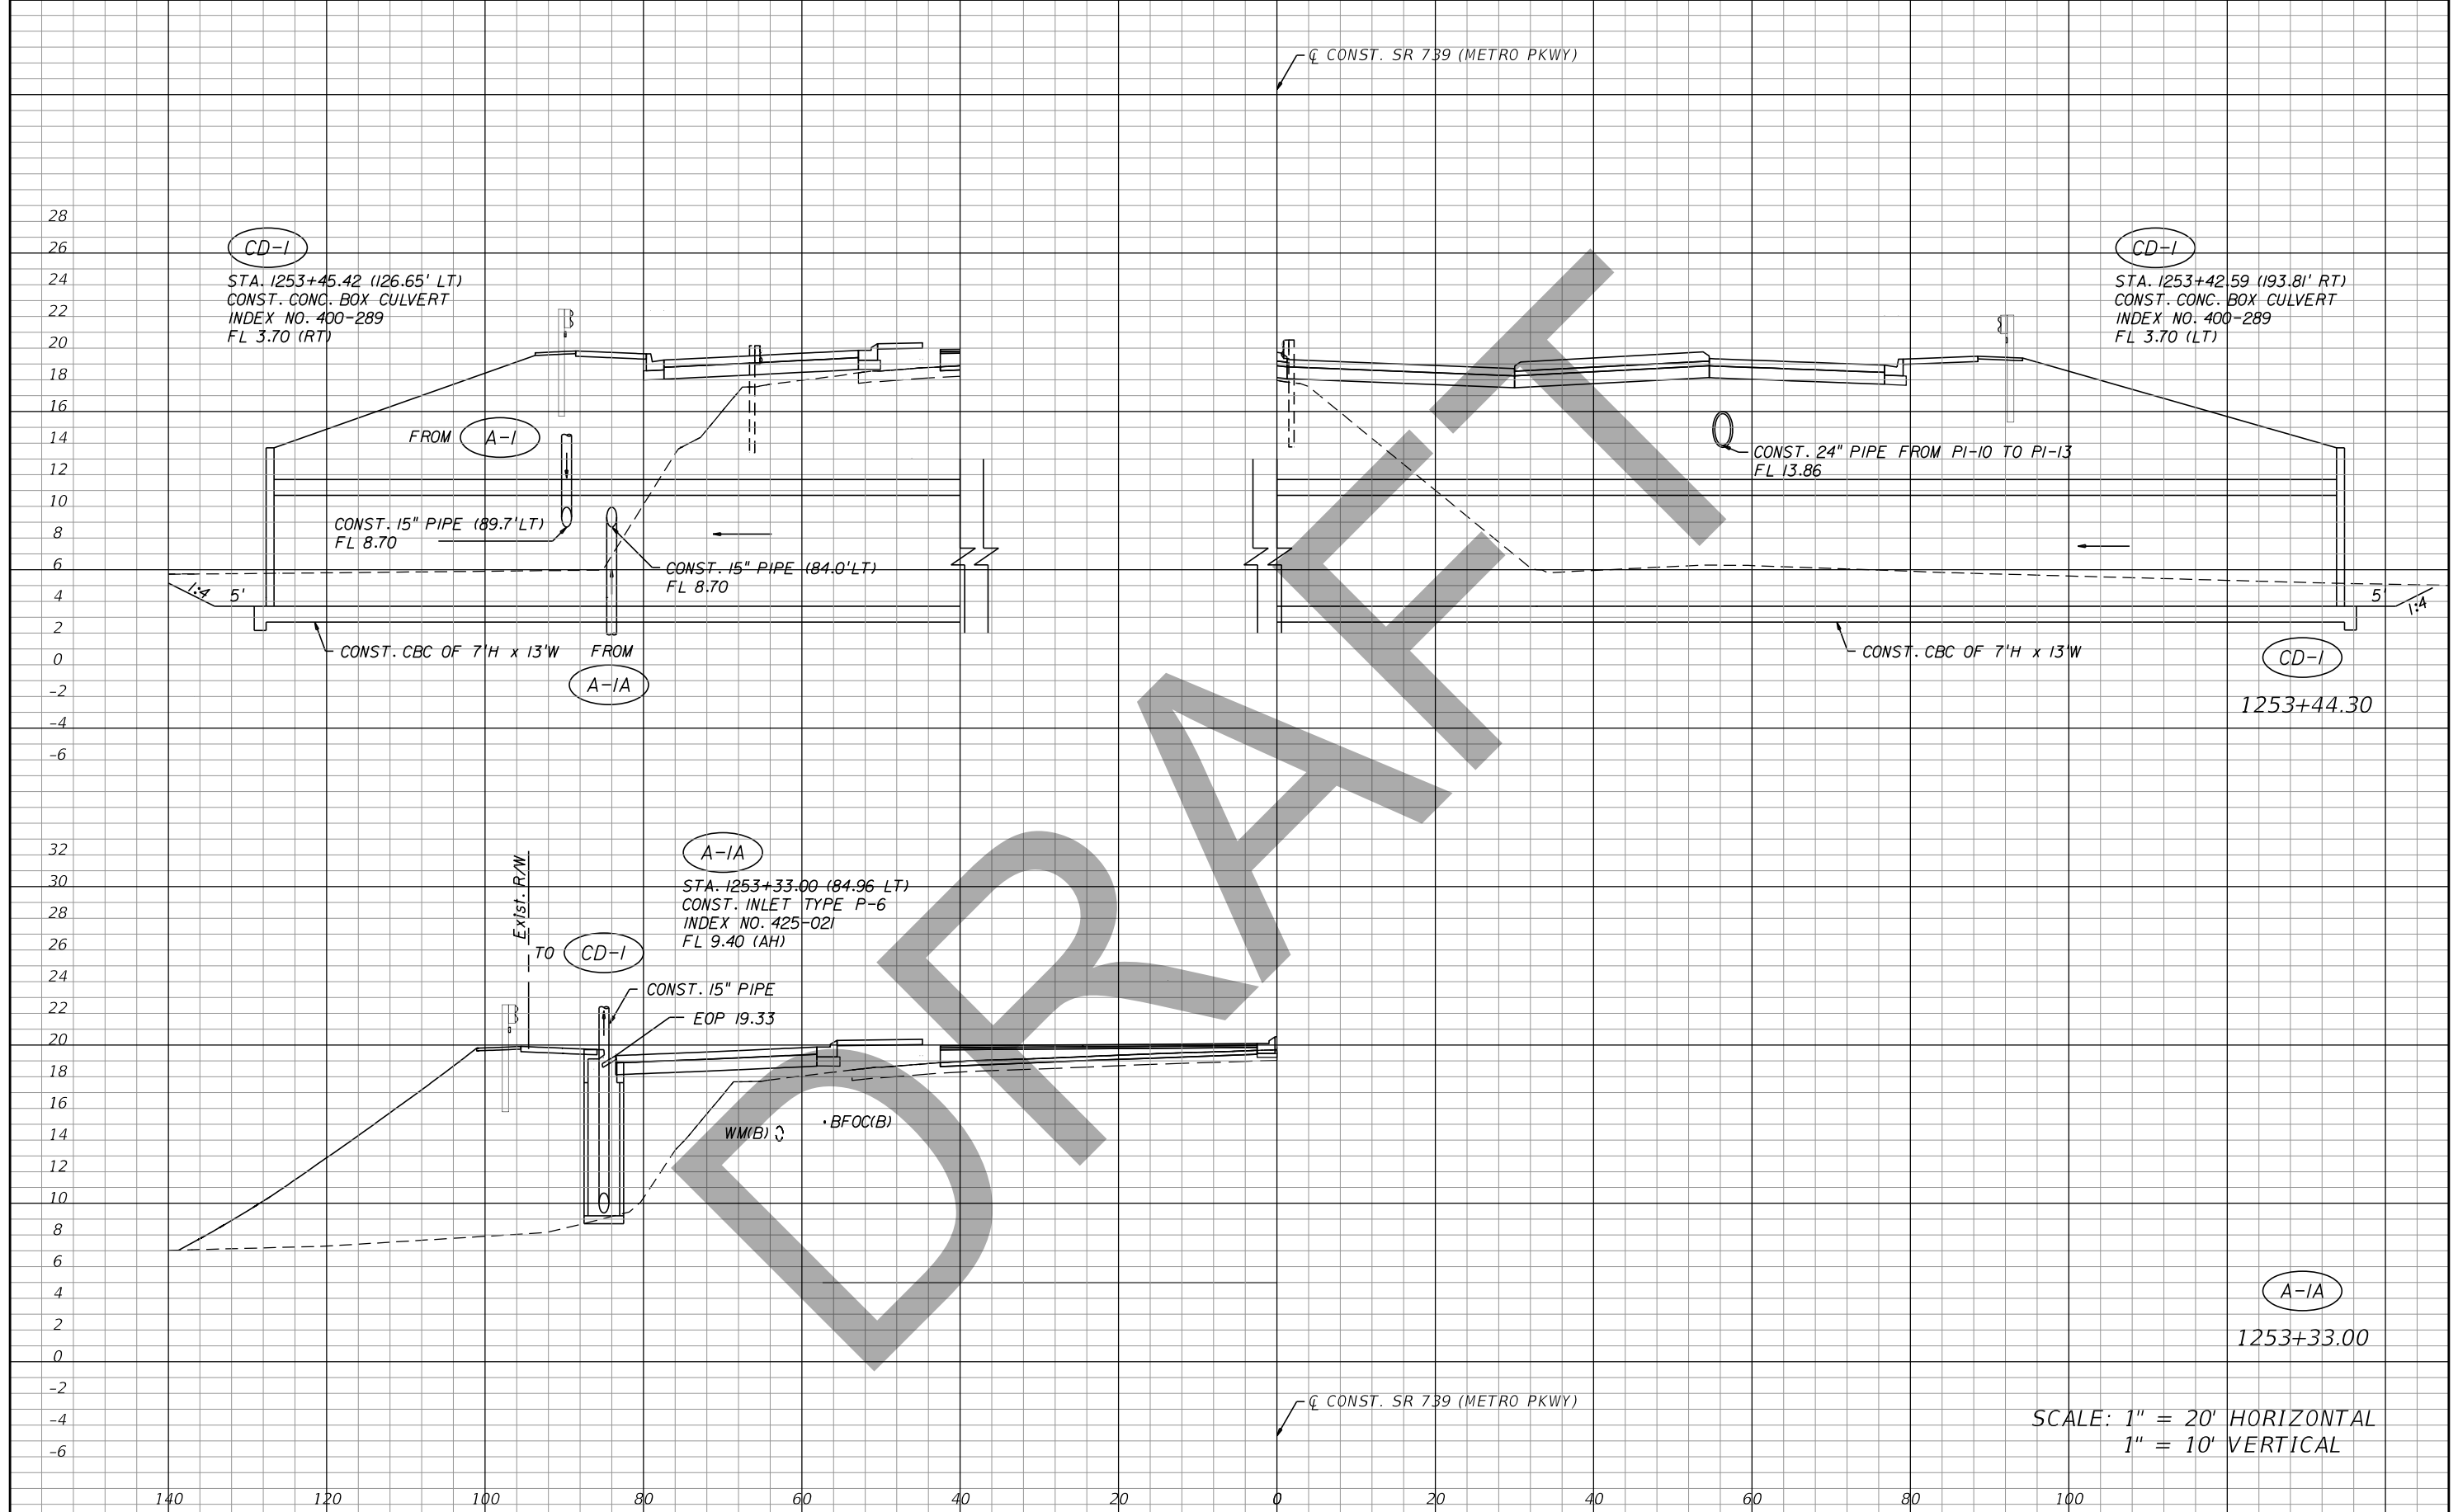 ℄ CONST. SR 739 (METRO PKWY)
28
26
24
22
20
18
16
14
12
10
8
6
4
2
0
-2
-4
-6
CD-1
STA. 1253+45.42 (126.65' LT)
CONST. CONC. BOX CULVERT
INDEX NO. 400-289
FL 3.70 (RT)
CD-1
STA. 1253+42.59 (193.81' RT)
CONST. CONC. BOX CULVERT
INDEX NO. 400-289
FL 3.70 (LT)
FROM A-1
CONST. 24" PIPE FROM P1-10 TO P1-13
FL 13.86
CONST. 15" PIPE (89.7'LT)
FL 8.70
CONST. 15" PIPE (84.0'LT)
FL 8.70
1:4
5'
5'
1:4
CONST. CBC OF 7'H x 13'W
FROM
A-1A
CONST. CBC OF 7'H x 13'W
CD-1
1253+44.30
DRAFT
32
30
28
26
24
22
20
18
16
14
12
10
8
6
4
2
0
-2
-4
-6
Exist. R/W
A-1A
STA. 1253+33.00 (84.96 LT)
CONST. INLET TYPE P-6
INDEX NO. 425-021
FL 9.40 (AH)
TO CD-1
CONST. 15" PIPE
EOP 19.33
WM(B)
BFOC(B)
A-1A
1253+33.00
℄ CONST. SR 739 (METRO PKWY)
SCALE: 1" = 20' HORIZONTAL
1" = 10' VERTICAL
140 120 100 80 60 40 20 0 20 40 60 80 100